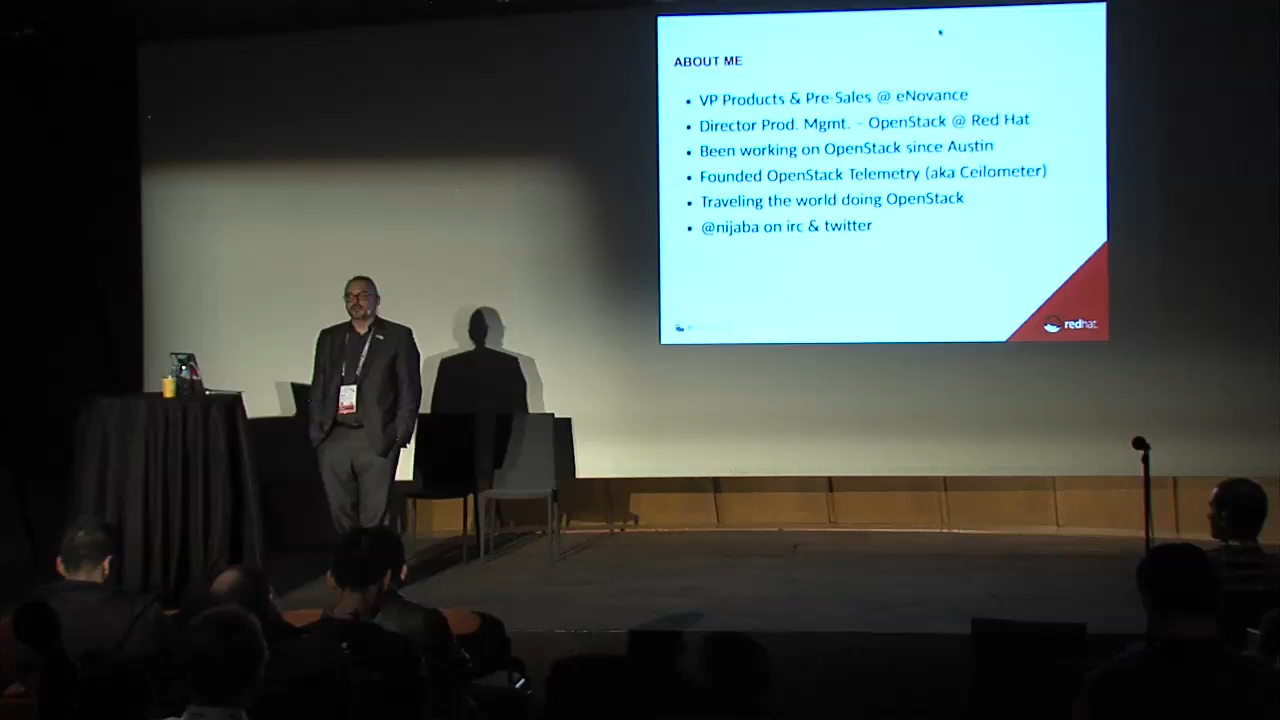 ABOUT ME
• VP Products & Pre-Sales @ eNovance
• Director Prod. Mgmt. - OpenStack @ Red Hat
• Been working on OpenStack since Austin
• Founded OpenStack Telemetry (aka Ceilometer)
• Traveling the world doing OpenStack
• @nijaba on irc & twitter
redhat.